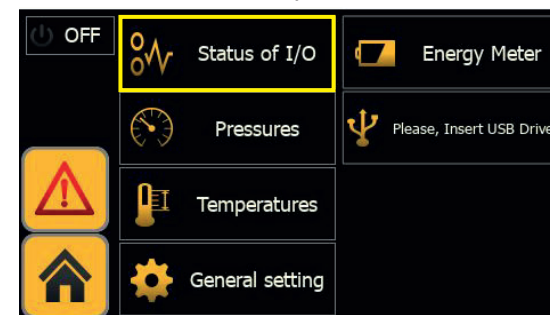 OFF
Status of I/O
Energy Meter
Pressures
Please, Insert USB Drive
Temperatures
General setting